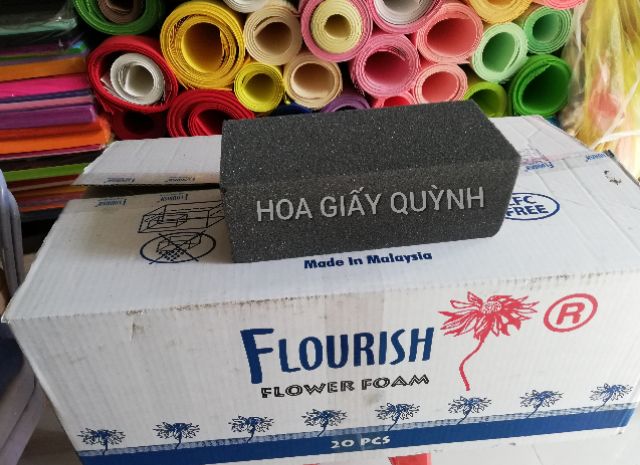 HOA GIẤY QUỲNH
CFC
FREE
Made In Malaysia
FLOURISH
®
FLOWER FOAM
20 PCS